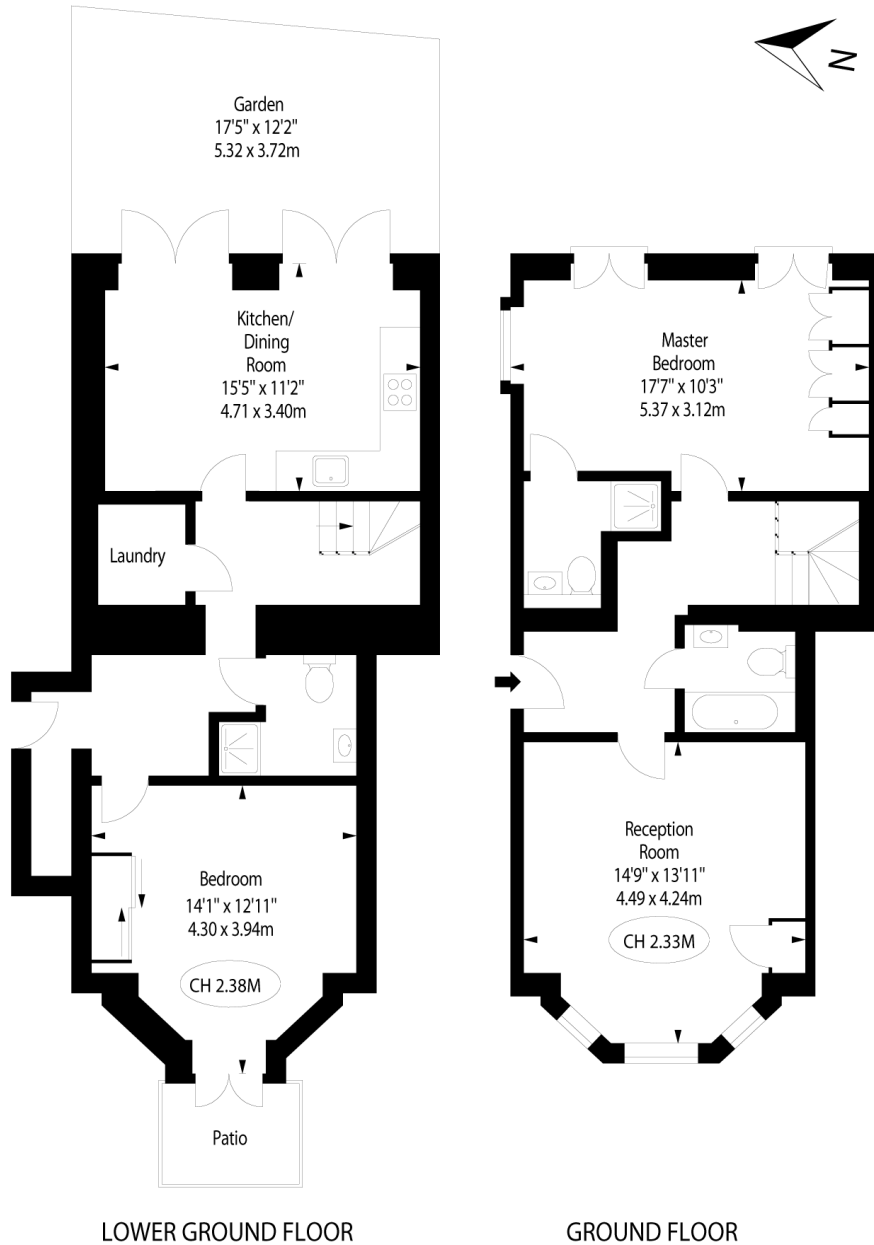 N
Garden
17'5" x 12'2"
5.32 x 3.72m
Kitchen/
Dining
Room
15'5" x 11'2"
4.71 x 3.40m
Laundry
Bedroom
14'1" x 12'11"
4.30 x 3.94m
CH 2.38M
Patio
LOWER GROUND FLOOR
Master
Bedroom
17'7" x 10'3"
5.37 x 3.12m
Reception
Room
14'9" x 13'11"
4.49 x 4.24m
CH 2.33M
GROUND FLOOR